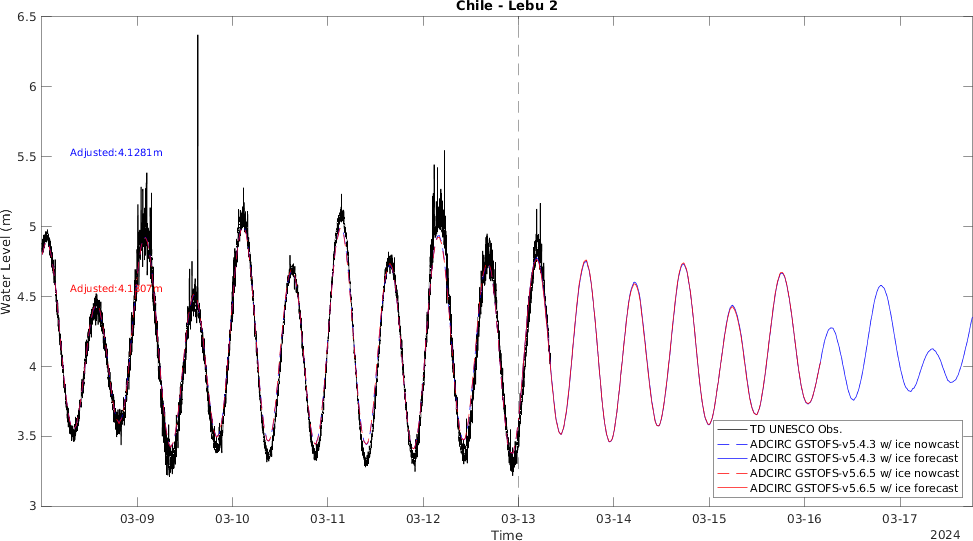 Chile - Lebu 2
6.5
6
5.5
5
4.5
4
3.5
3
Water Level (m)
Adjusted:4.1281m
03-09
03-10
03-11
03-12
03-13
03-14
03-15
03-16
03-17
Time
2024
TD UNESCO Obs.
ADCIRC GSTOFS-v5.4.3 w/ ice nowcast
ADCIRC GSTOFS-v5.4.3 w/ ice forecast
ADCIRC GSTOFS-v5.6.5 w/ ice nowcast
ADCIRC GSTOFS-v5.6.5 w/ ice forecast